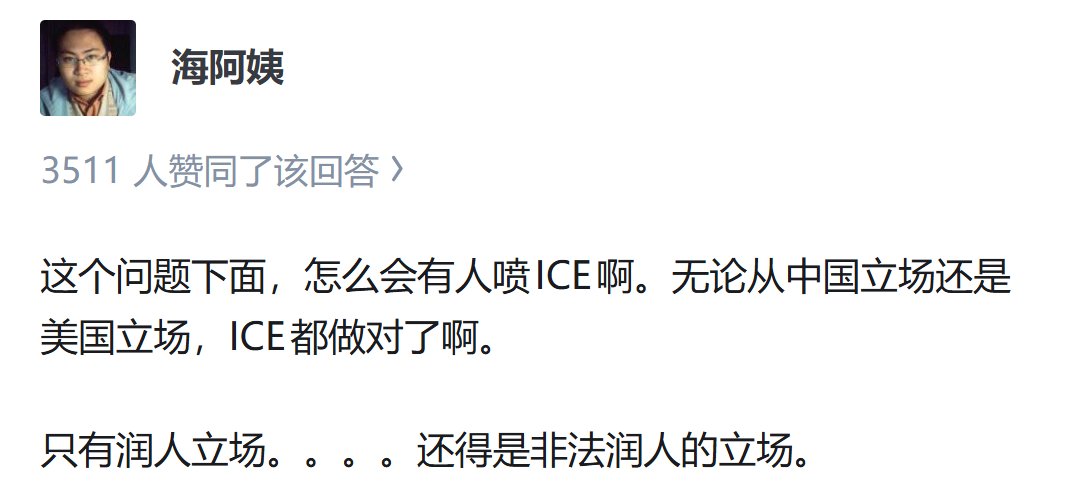 海阿姨
3511 人赞同了该回答 〉
这个问题下面，怎么会有人喷ICE啊。无论从中国立场还是
美国立场，ICE都做对了啊。
只有润人立场。。。。还得是非法润人的立场。